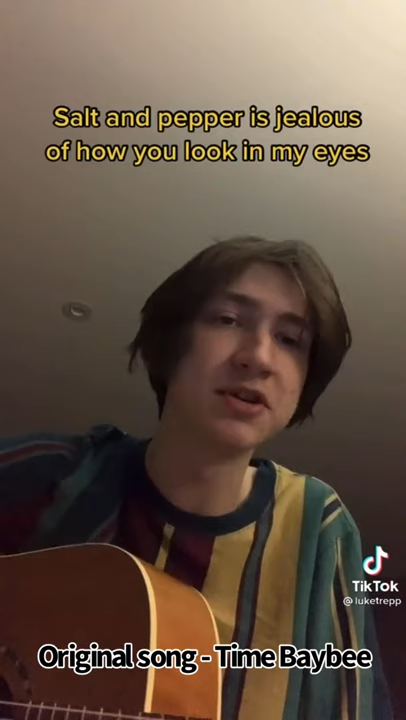 Salt and pepper is jealous
of how you look in my eyes
TikTok
@ luketrepp
Original song - Time Baybee